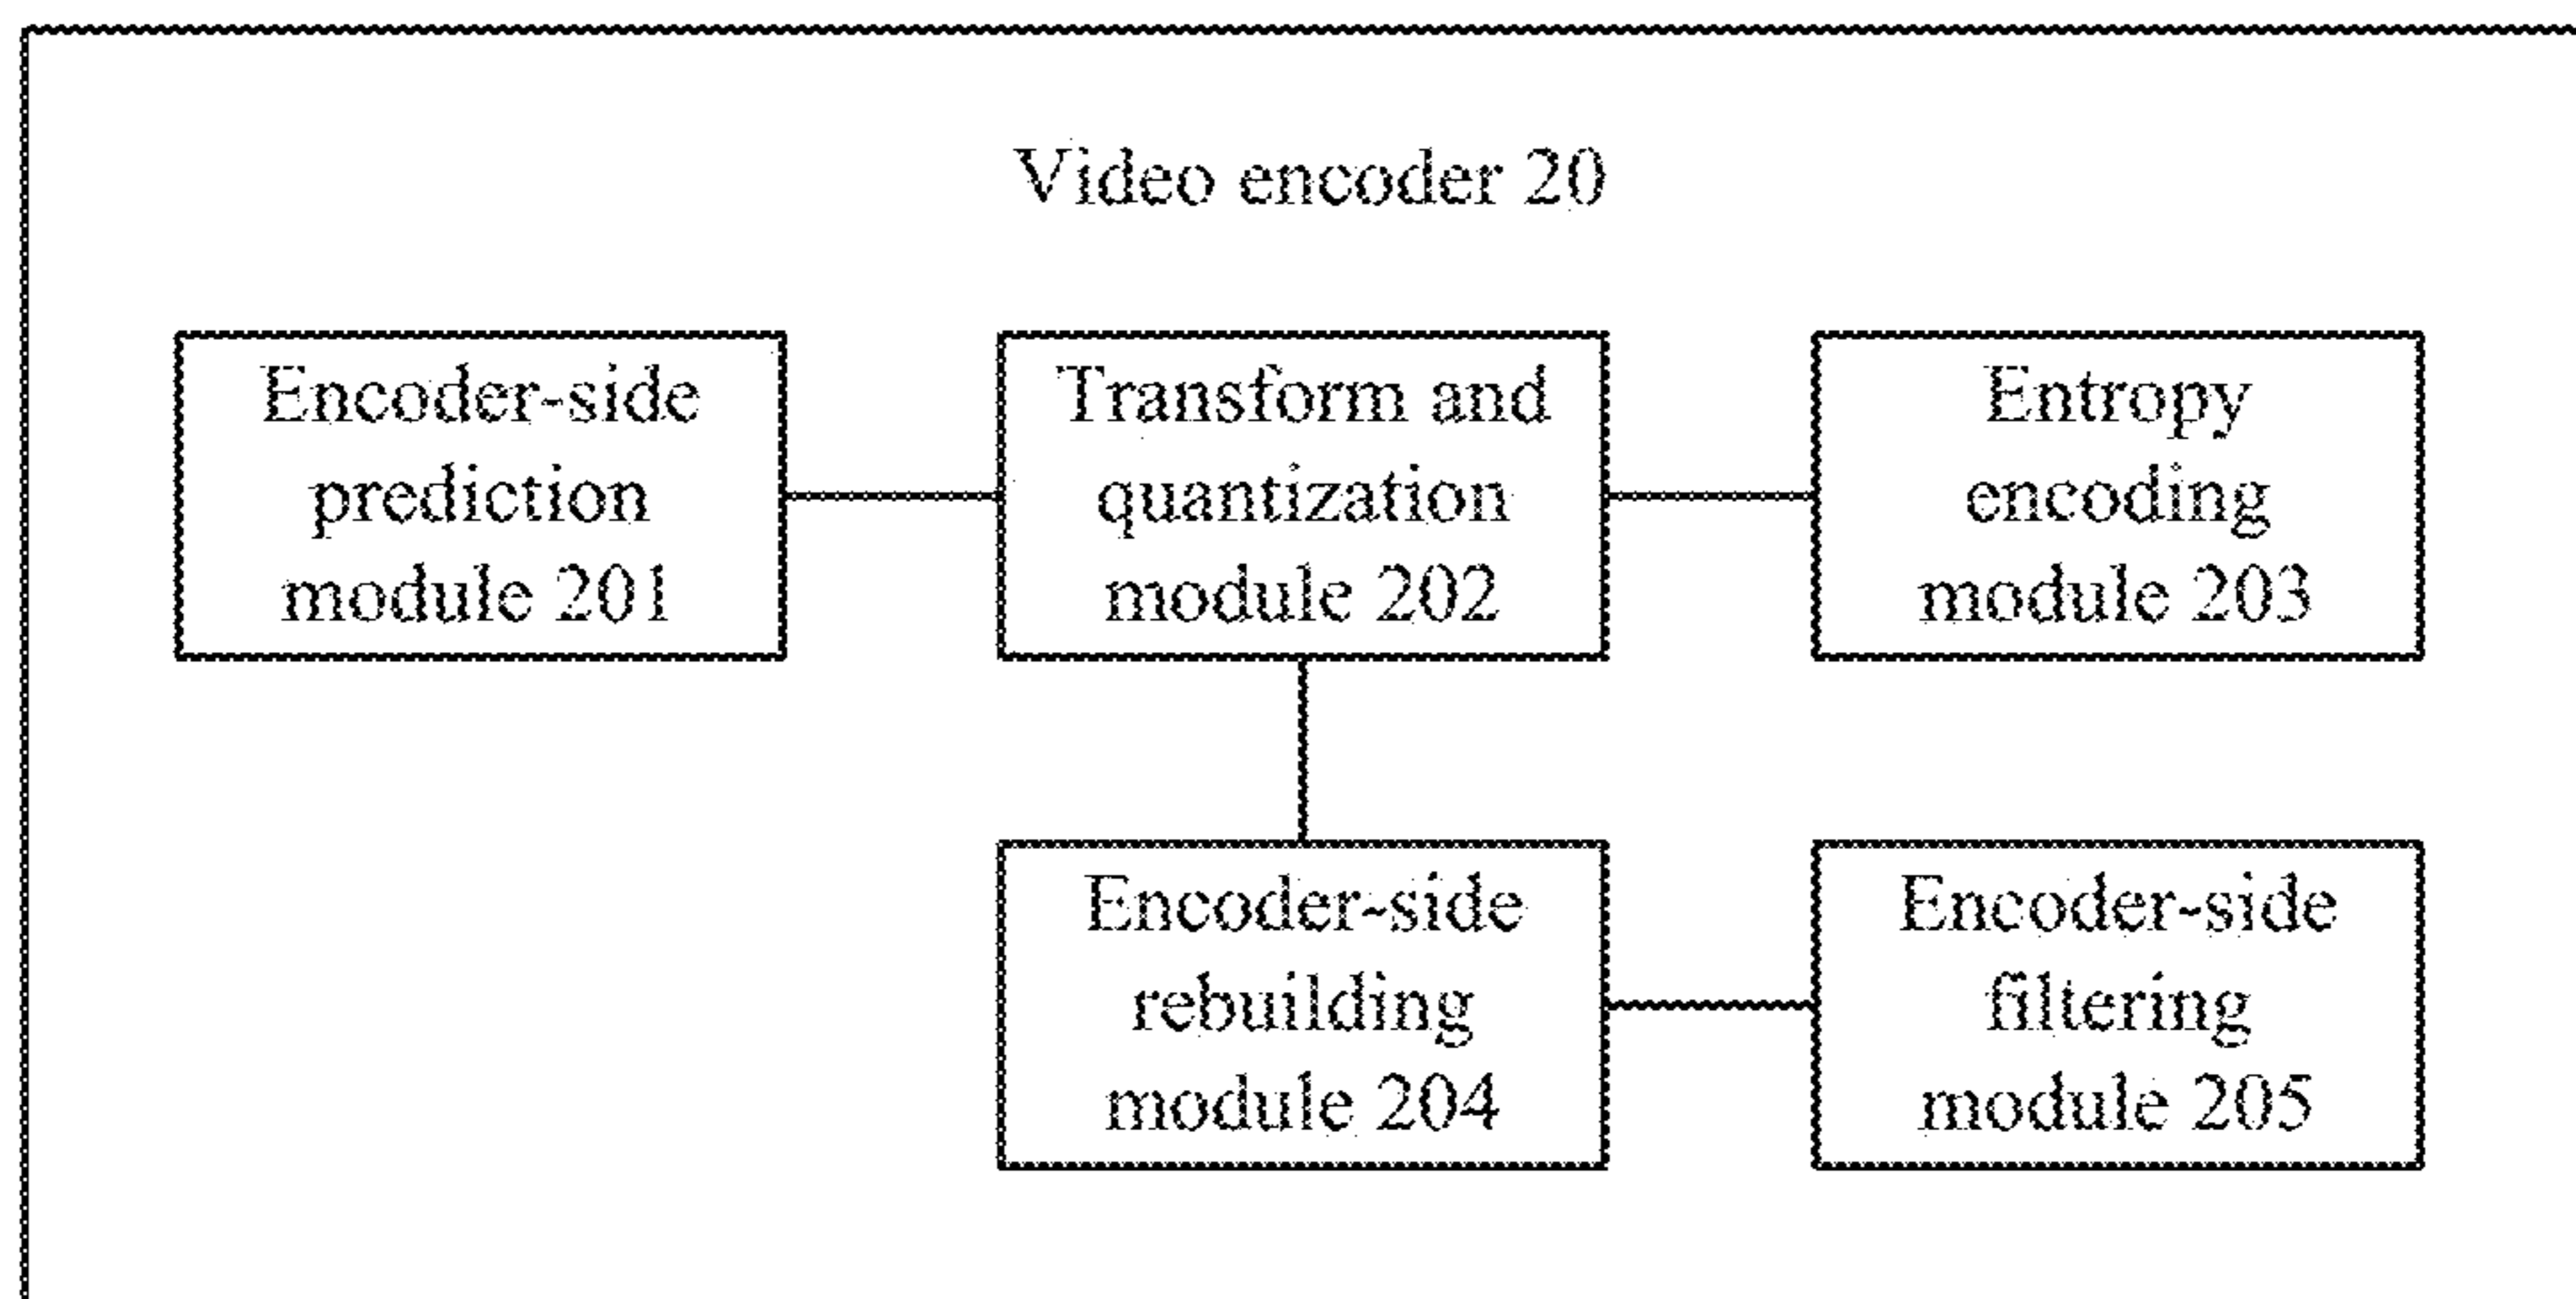 Video encoder 20
Encoder-side
prediction
module 201
Transform and
quantization
module 202
Entropy
encoding
module 203
Encoder-side
rebuilding
module 204
Encoder-side
filtering
module 205